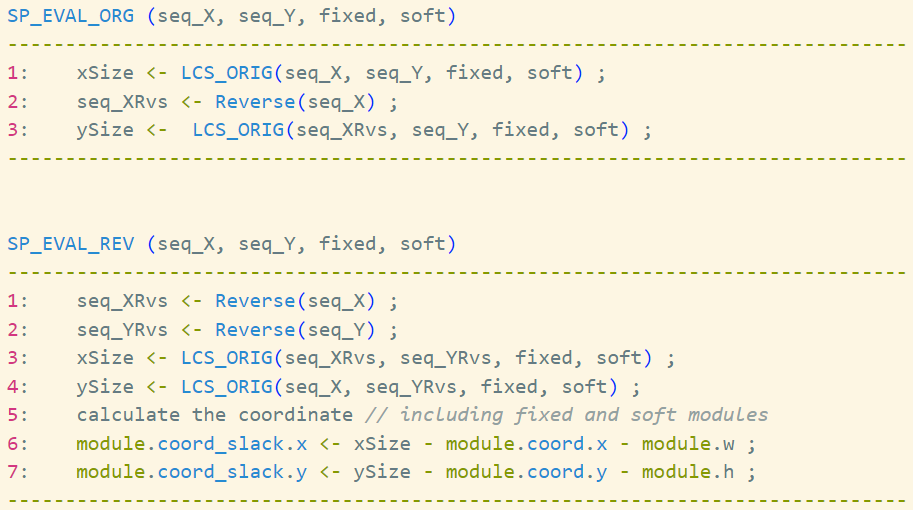 SP_EVAL_ORG (seq_X, seq_Y, fixed, soft)
--------------------------------------------------------------------------------
1:    xSize <- LCS_ORIG(seq_X, seq_Y, fixed, soft) ;
2:    seq_XRvs <- Reverse(seq_X) ;
3:    ySize <-  LCS_ORIG(seq_XRvs, seq_Y, fixed, soft) ;
--------------------------------------------------------------------------------
SP_EVAL_REV (seq_X, seq_Y, fixed, soft)
--------------------------------------------------------------------------------
1:    seq_XRvs <- Reverse(seq_X) ;
2:    seq_YRvs <- Reverse(seq_Y) ;
3:    xSize <- LCS_ORIG(seq_XRvs, seq_YRvs, fixed, soft) ;
4:    ySize <- LCS_ORIG(seq_X, seq_YRvs, fixed, soft) ;
5:    calculate the coordinate // including fixed and soft modules
6:    module.coord_slack.x <- xSize - module.coord.x - module.w ;
7:    module.coord_slack.y <- ySize - module.coord.y - module.h ;
--------------------------------------------------------------------------------